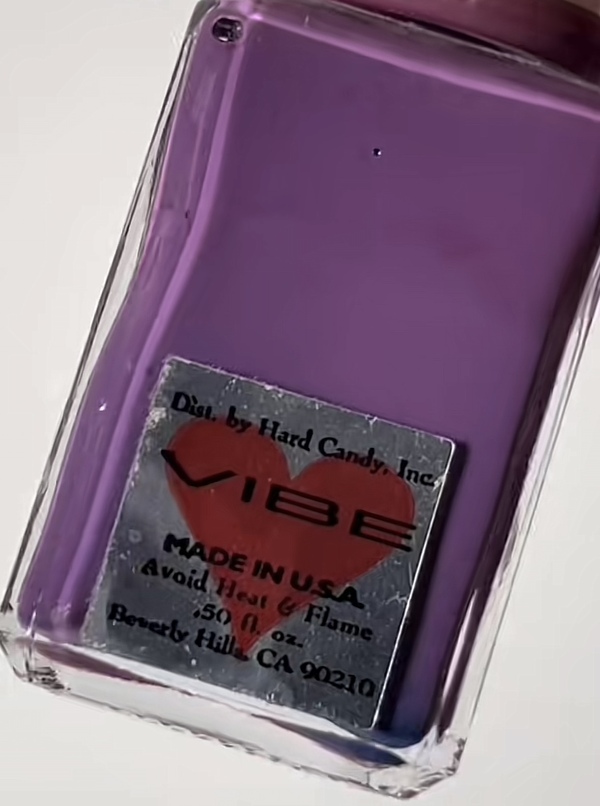 Dist. by Hard Candy, Inc.
VIBE
MADE IN U.S.A.
Avoid Heat & Flame
.50 fl. oz.
Beverly Hills CA 90210